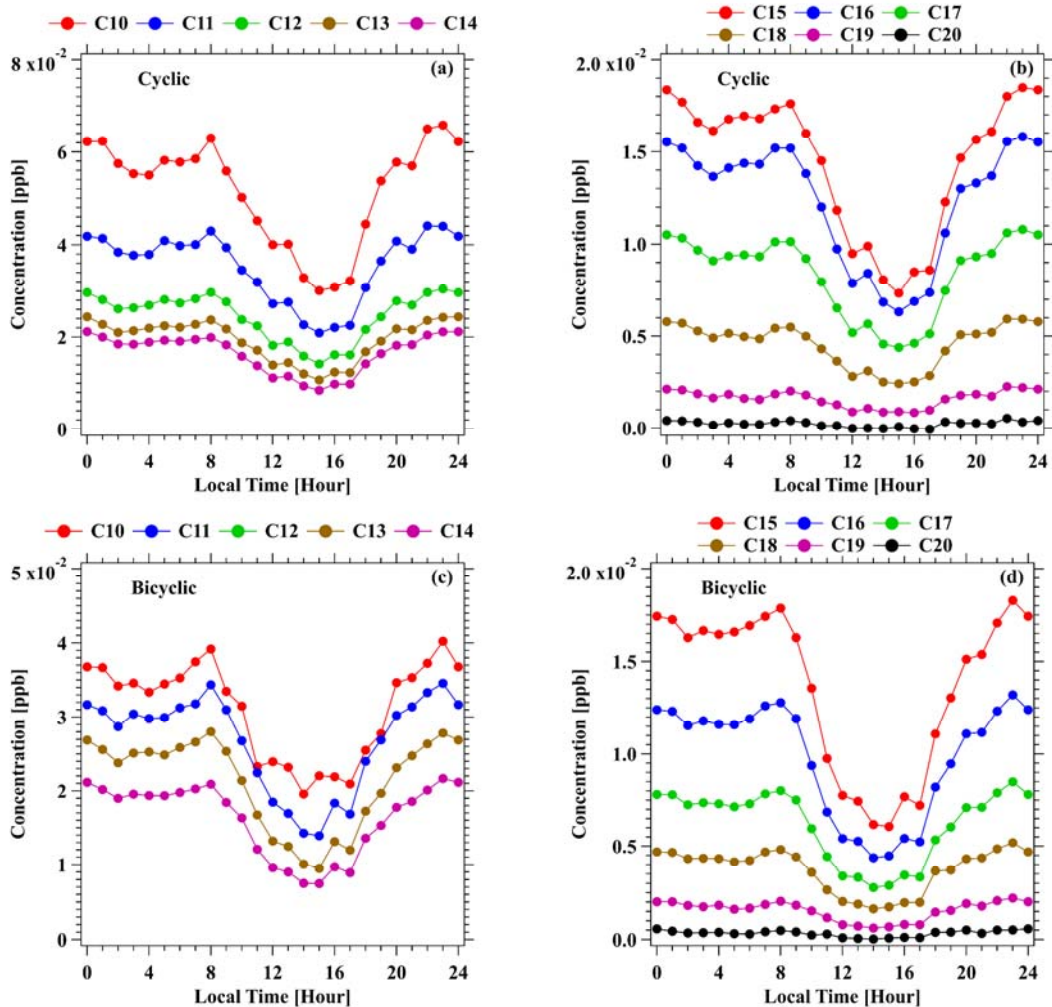 C10 C11 C12 C13 C14
8 x10-2
(a)
Cyclic
6
4
2
0
Concentration [ppb]
0 4 8 12 16 20 24
Local Time [Hour]
C15 C16 C17
C18 C19 C20
2.0 x10-2
(b)
Cyclic
1.5
1.0
0.5
0.0
Concentration [ppb]
0 4 8 12 16 20 24
Local Time [Hour]
C10 C11 C12 C13 C14
5 x10-2
(c)
Bicyclic
4
3
2
1
0
Concentration [ppb]
0 4 8 12 16 20 24
Local Time [Hour]
C15 C16 C17
C18 C19 C20
2.0 x10-2
(d)
Bicyclic
1.5
1.0
0.5
0.0
Concentration [ppb]
0 4 8 12 16 20 24
Local Time [Hour]